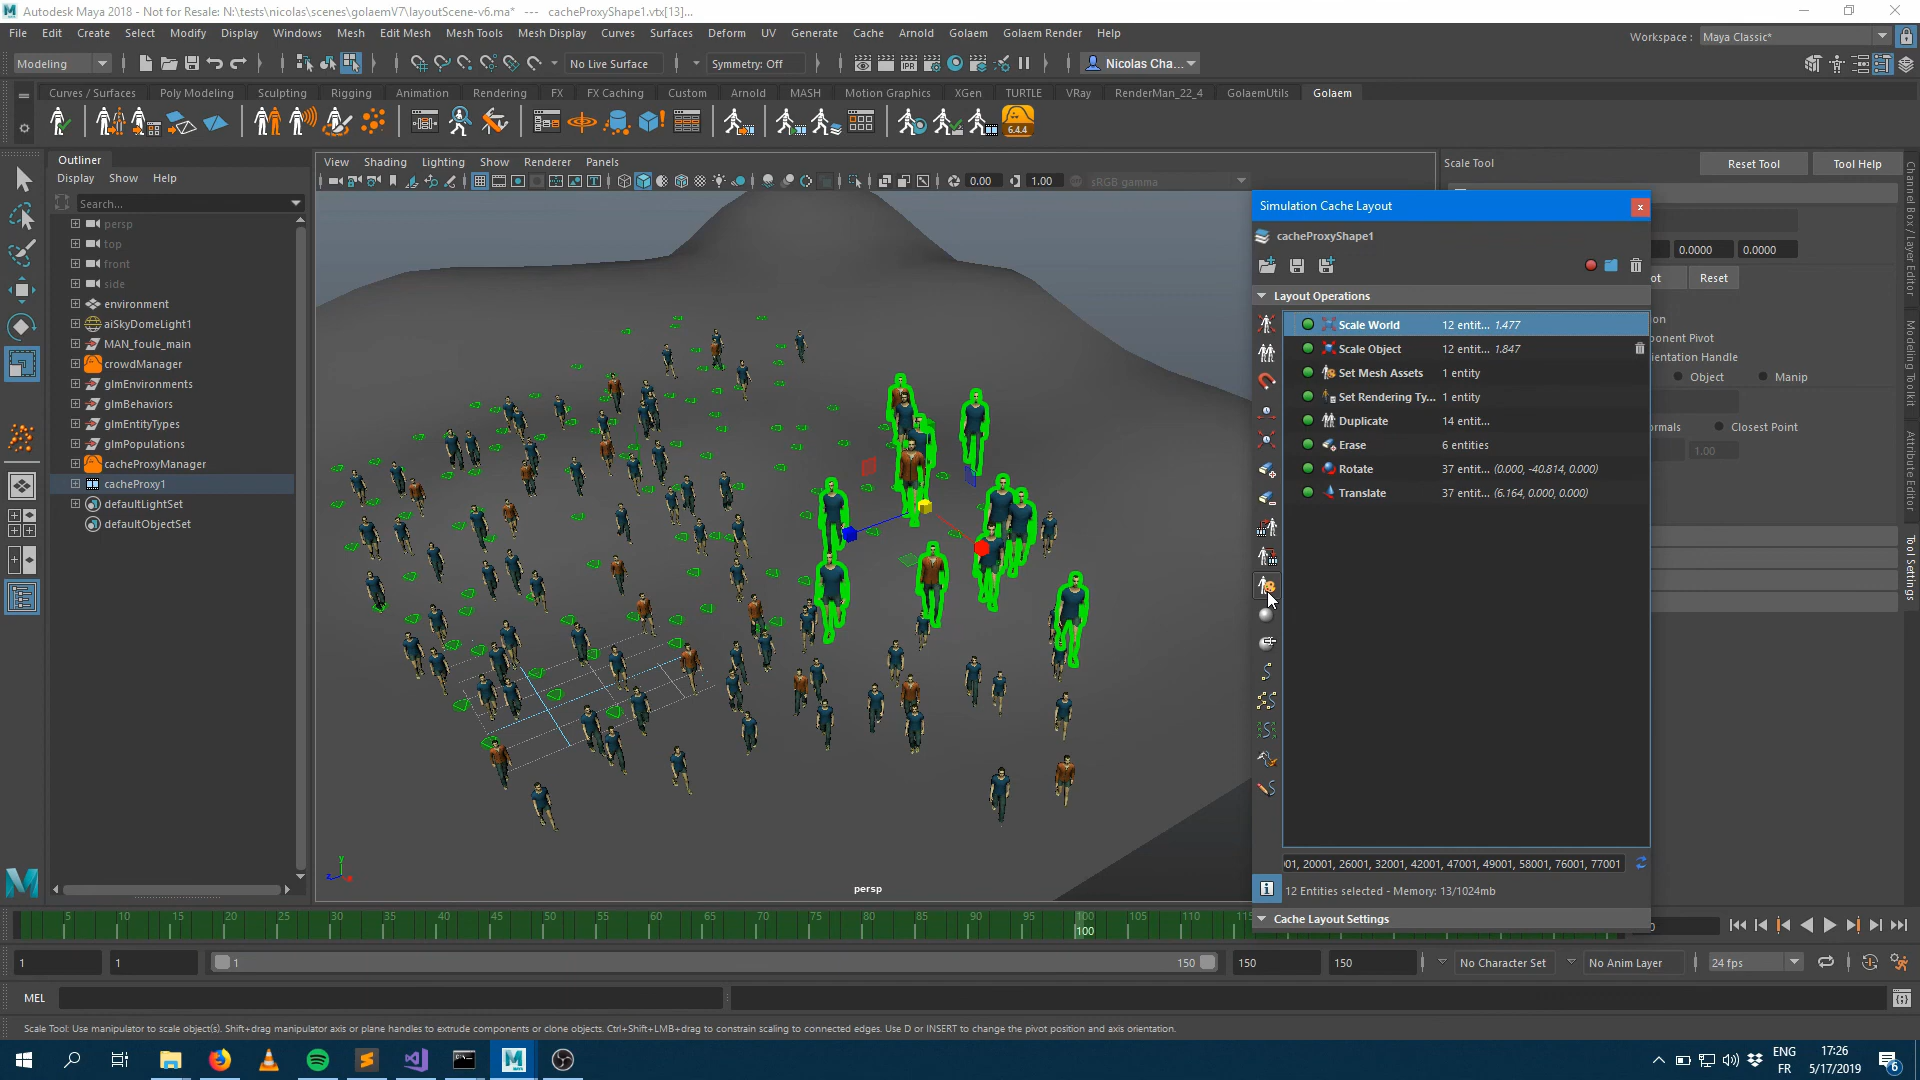 Autodesk Maya 2018 - Not for Resale: N:\tests\nicolas\scenes\golaemV7\layoutScene-v6.ma* --- cacheProxyShape1.vtx[13]...
File Edit Create Select Modify Display Windows Mesh Edit Mesh Mesh Tools Mesh Display Curves Surfaces Deform UV Generate Cache Arnold Golaem Golaem Render Help
Workspace : Maya Classic*
Modeling No Live Surface Symmetry: Off Nicolas Cha...
Curves / Surfaces Poly Modeling Sculpting Rigging Animation Rendering FX FX Caching Custom Arnold MASH Motion Graphics XGen TURTLE VRay RenderMan_22_4 GolaemUtils Golaem
6.4.4
Outliner
Display Show Help
Search...
persp
top
front
side
environment
aiSkyDomeLight1
MAN_foule_main
crowdManager
glmEnvironments
glmBehaviors
glmEntityTypes
glmPopulations
cacheProxyManager
cacheProxy1
defaultLightSet
defaultObjectSet
View Shading Lighting Show Renderer Panels
0.00 1.00 sRGB gamma
persp
Scale Tool Reset Tool Tool Help
0.0000 0.0000
Reset
Object Manip
Closest Point
Simulation Cache Layout
cacheProxyShape1
Layout Operations
Scale World 12 entit... 1.477
Scale Object 12 entit... 1.847
Set Mesh Assets 1 entity
Set Rendering Ty... 1 entity
Duplicate 14 entit...
Erase 6 entities
Rotate 37 entit... (0.000, -40.814, 0.000)
Translate 37 entit... (6.164, 0.000, 0.000)
20001, 26001, 32001, 42001, 47001, 49001, 58001, 76001, 77001
12 Entities selected - Memory: 13/1024mb
Cache Layout Settings
Channel Box / Layer Editor
Modeling Toolkit
Attribute Editor
Tool Settings
5 10 15 20 25 30 35 40 45 50 55 60 65 70 75 80 85 90 95 100 105 110
100
1 1 1 150 150 150 No Character Set No Anim Layer 24 fps
MEL
Scale Tool: Use manipulator to scale object(s). Shift+drag manipulator axis or plane handles to extrude components or clone objects. Ctrl+Shift+LMB+drag to constrain scaling to connected edges. Use D or INSERT to change the pivot position and axis orientation.
ENG
FR
17:26
5/17/2019
6